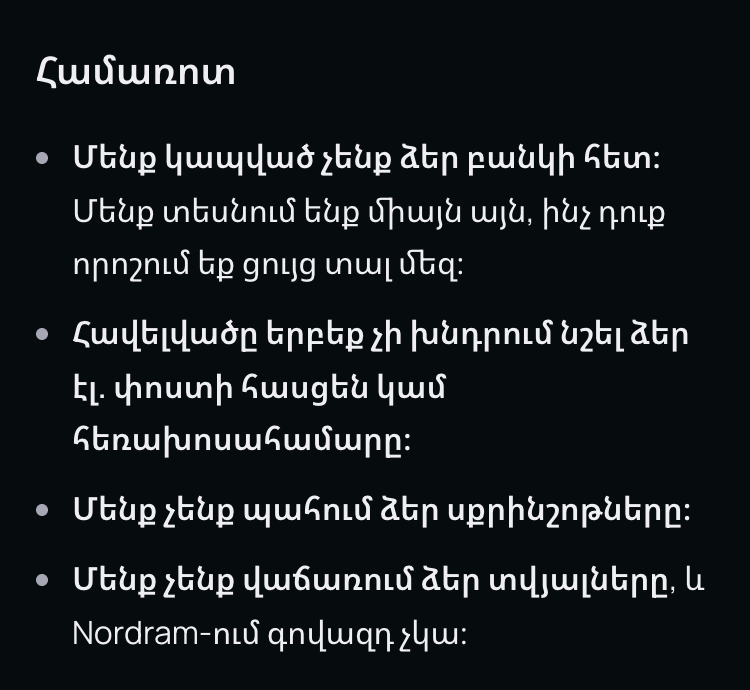 Համառոտ
Մենք կապված չենք ձեր բանկի հետ:
Մենք տեսնում ենք միայն այն, ինչ դուք
որոշում եք ցույց տալ մեզ:
Հավելվածը երբեք չի խնդրում նշել ձեր
էլ. փոստի հասցեն կամ
հեռախոսահամարը:
Մենք չենք պահում ձեր սքրինշոթները:
Մենք չենք վաճառում ձեր տվյալները, և
Nordram-ում գովազդ չկա: